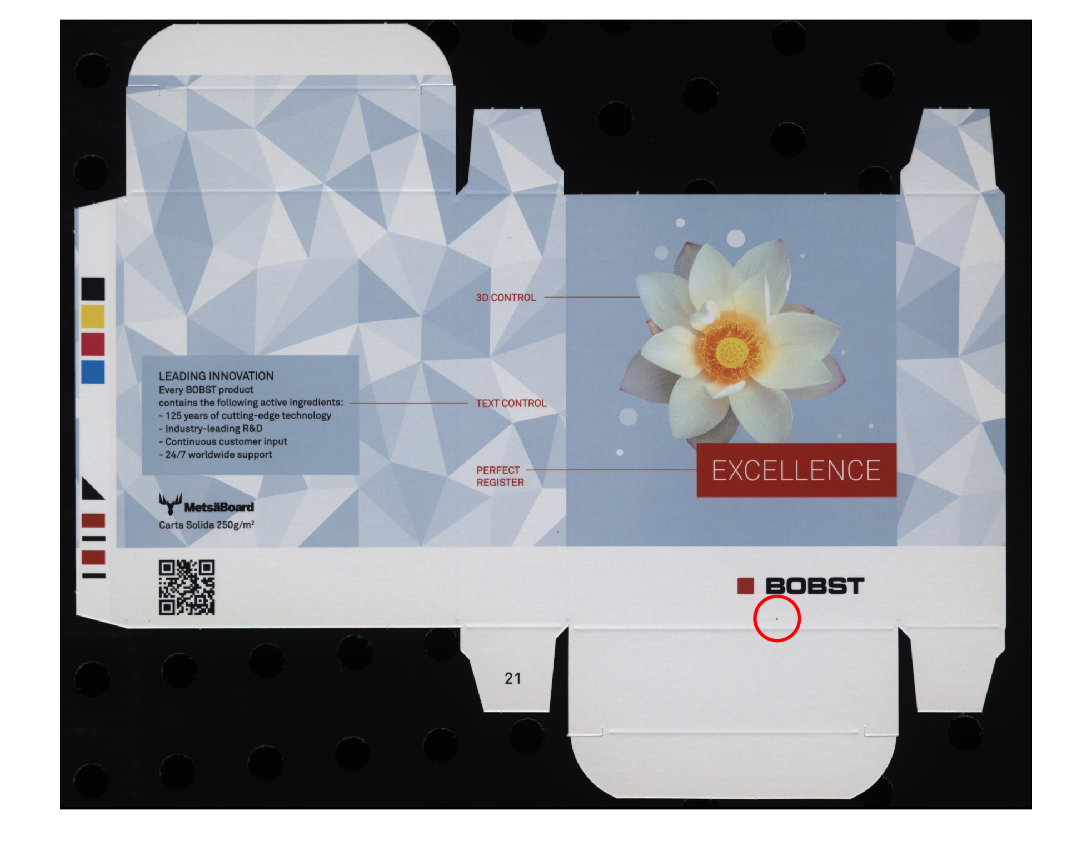 3D CONTROL
LEADING INNOVATION
Every BOBST product
contains the following active ingredients:
- 125 years of cutting-edge technology
- Industry-leading R&D
- Continuous customer input
- 24/7 worldwide support
TEXT CONTROL
PERFECT
REGISTER
EXCELLENCE
MetsäBoard
Carta Solida 250g/m²
BOBST
21